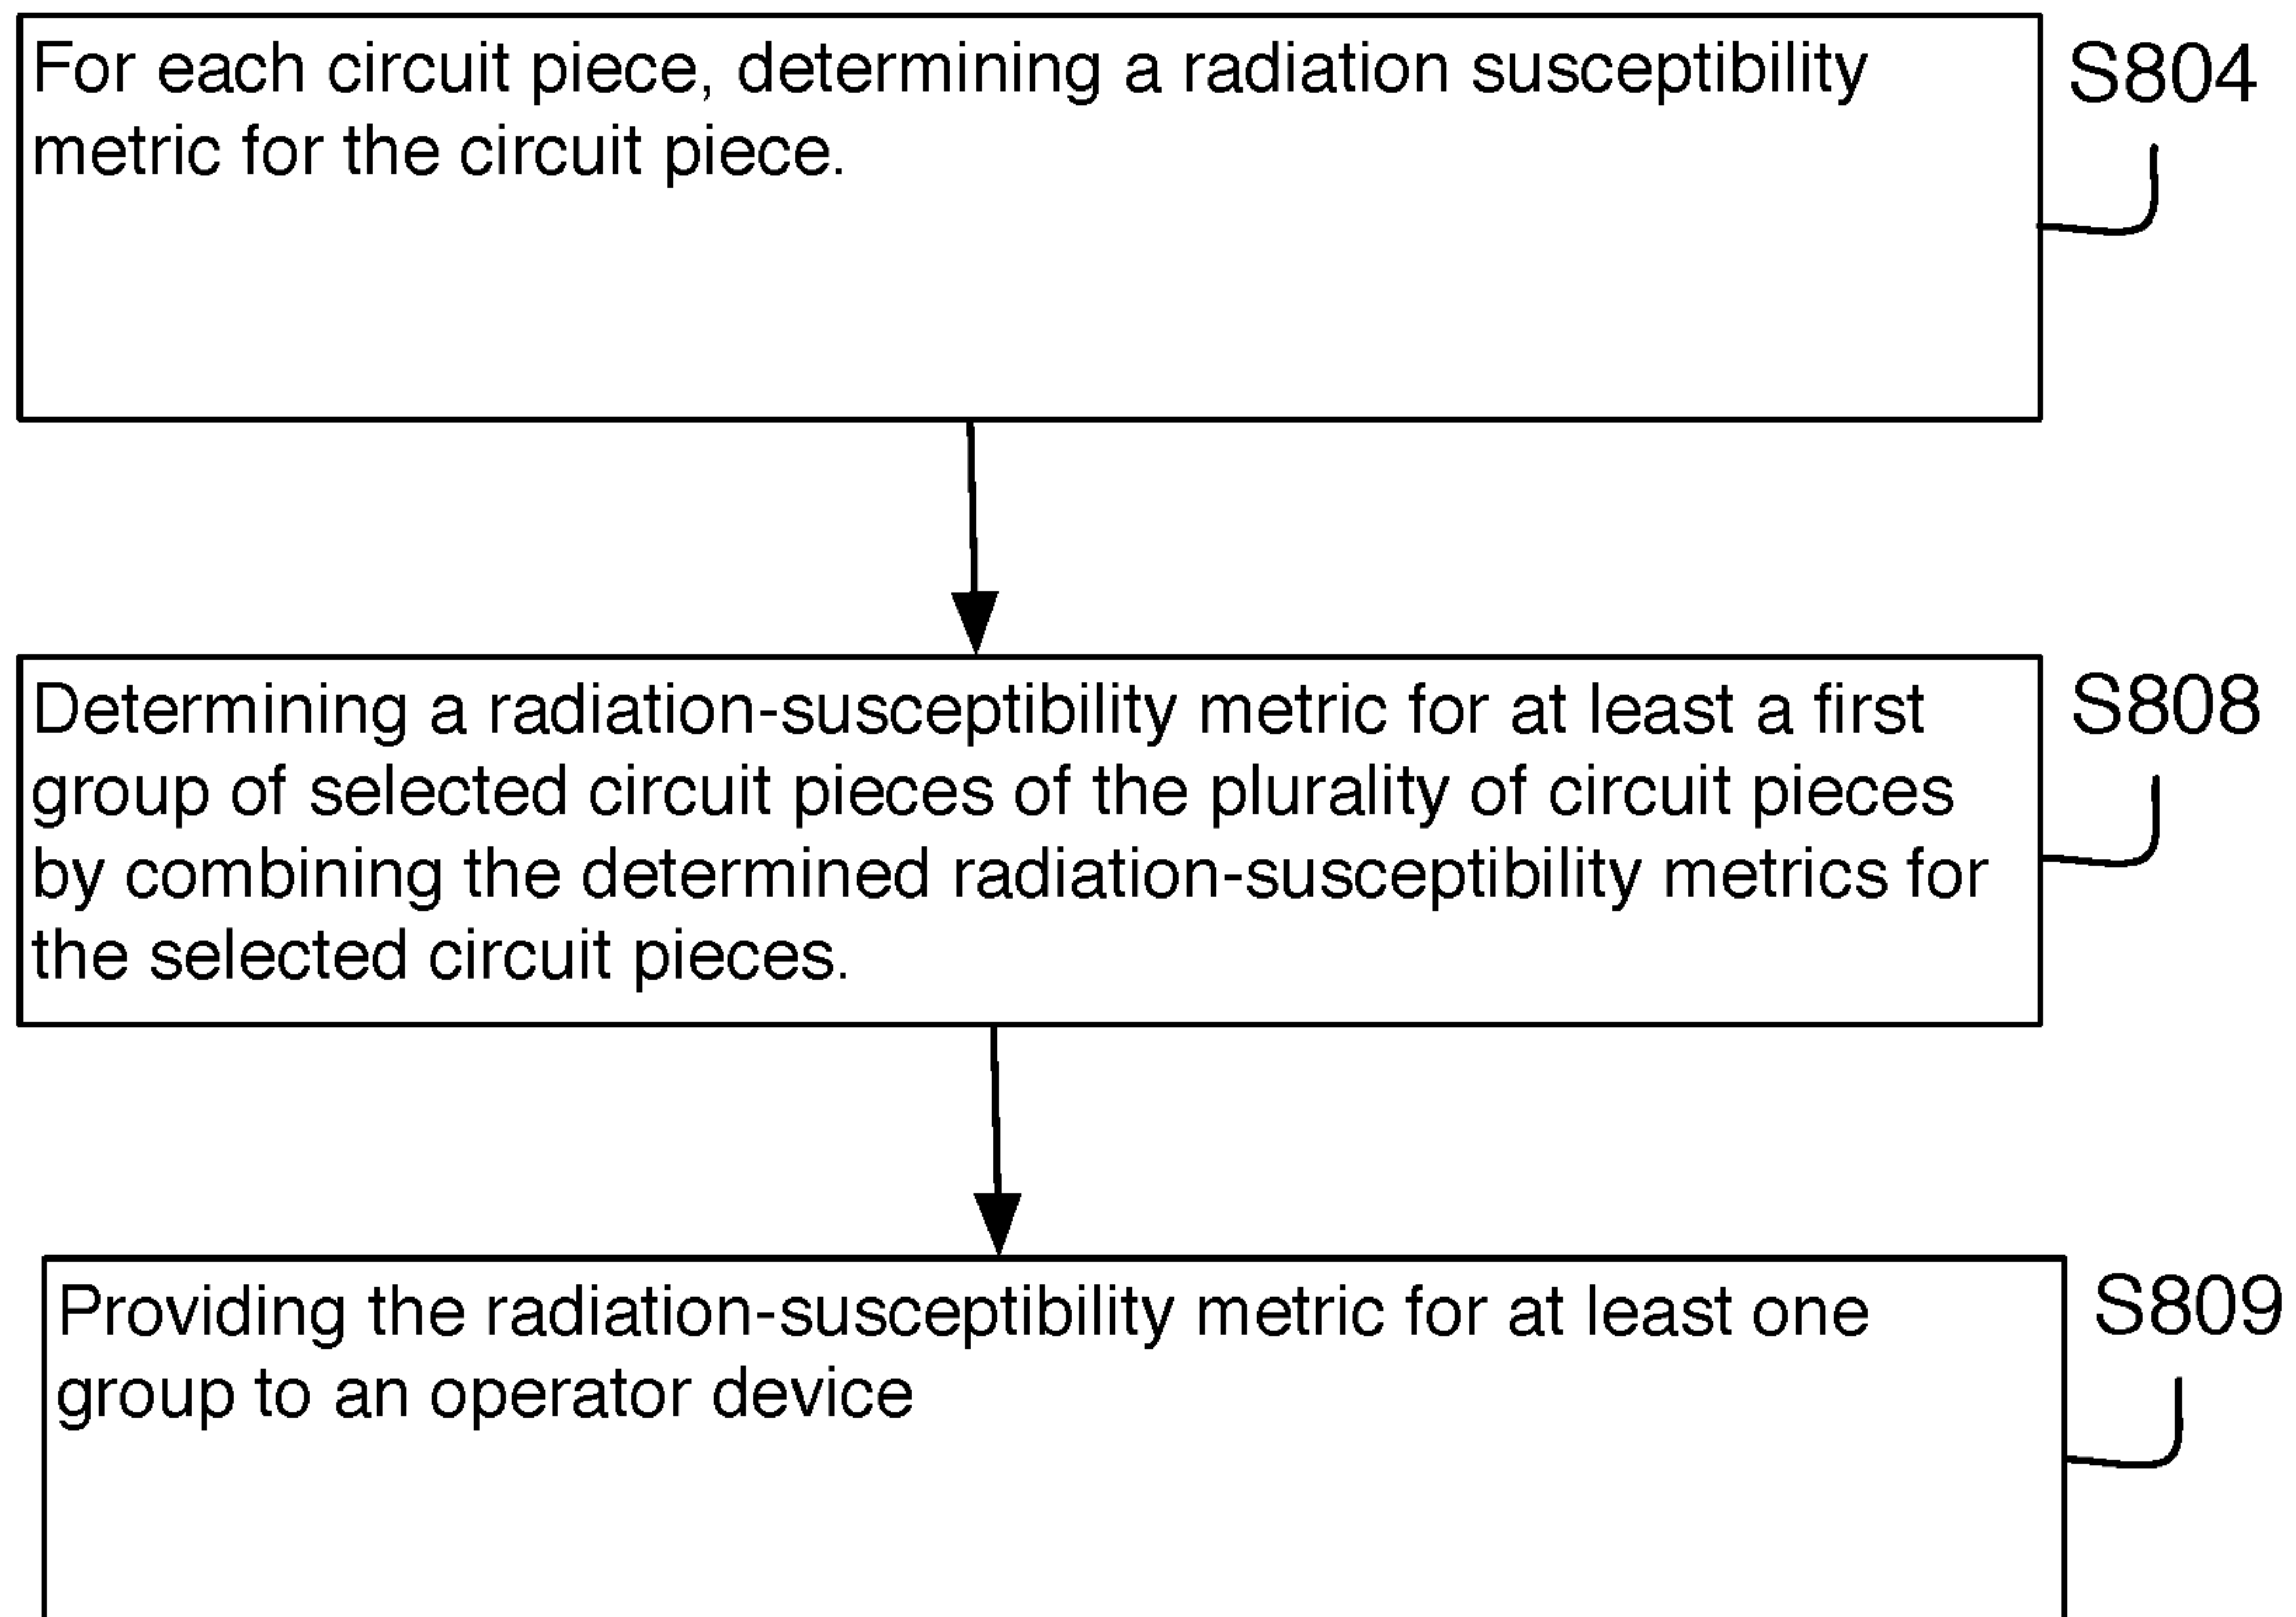 For each circuit piece, determining a radiation susceptibility
metric for the circuit piece.
S804
Determining a radiation-susceptibility metric for at least a first
group of selected circuit pieces of the plurality of circuit pieces
by combining the determined radiation-susceptibility metrics for
the selected circuit pieces.
S808
Providing the radiation-susceptibility metric for at least one
group to an operator device
S809